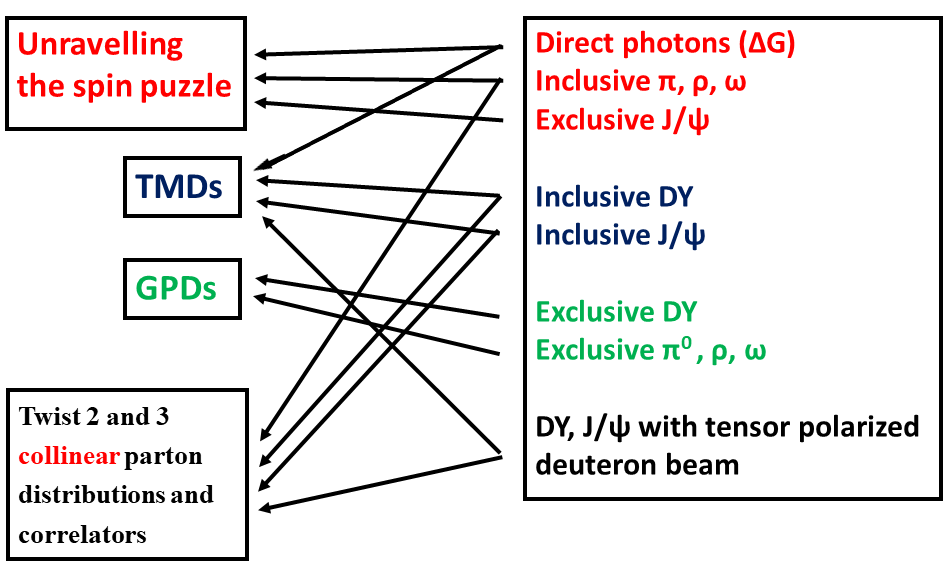 Unravelling
the spin puzzle
TMDs
GPDs
Twist 2 and 3
collinear parton
distributions and
correlators
Direct photons (ΔG)
Inclusive π, ρ, ω
Exclusive J/ψ
Inclusive DY
Inclusive J/ψ
Exclusive DY
Exclusive π⁰ , ρ, ω
DY, J/ψ with tensor polarized
deuteron beam